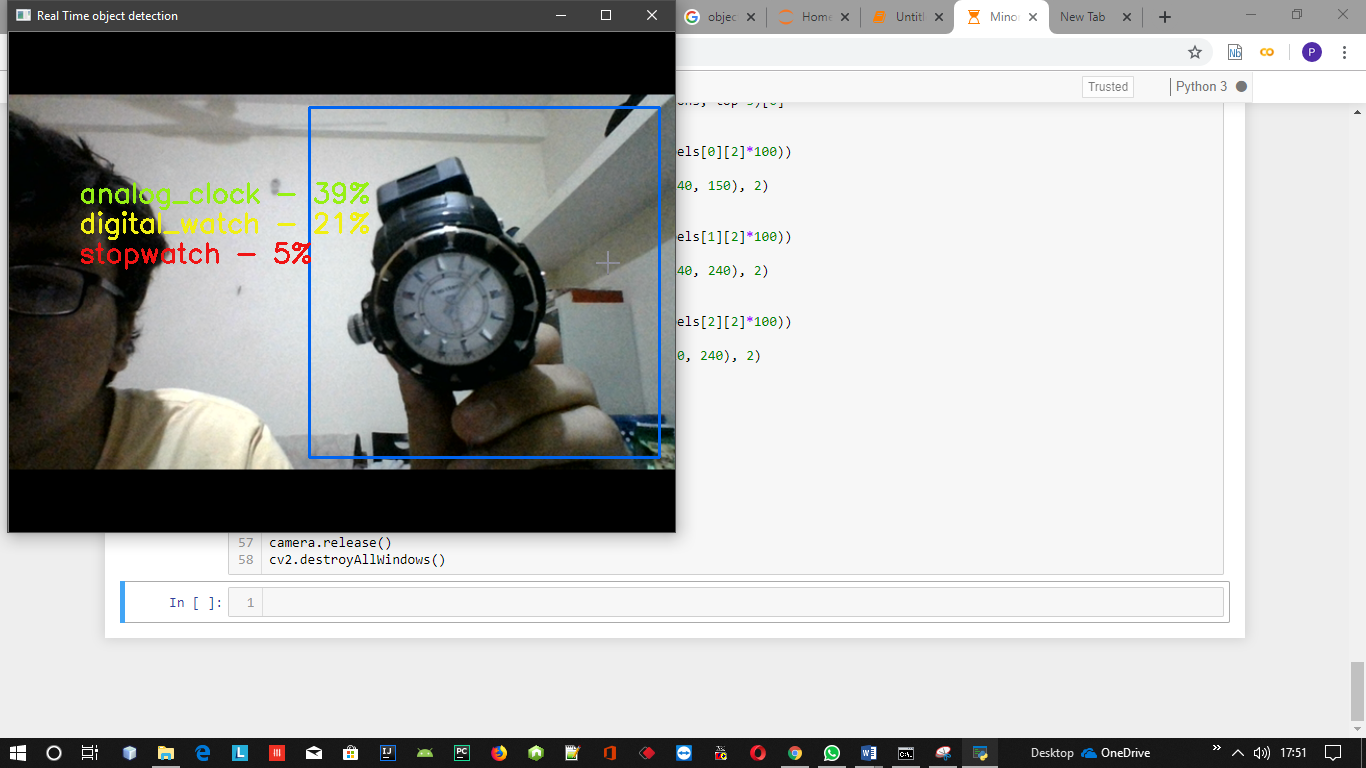 Real Time object detection
objec
Home
Untitl
Mino
New Tab
Trusted
Python 3
analog_clock - 39%
digital_watch - 21%
stopwatch - 5%
els[0][2]*100))
40, 150), 2)
els[1][2]*100))
40, 240), 2)
els[2][2]*100))
0, 240), 2)
57 camera.release()
58 cv2.destroyAllWindows()
In [ ]: 1
Desktop
OneDrive
17:51